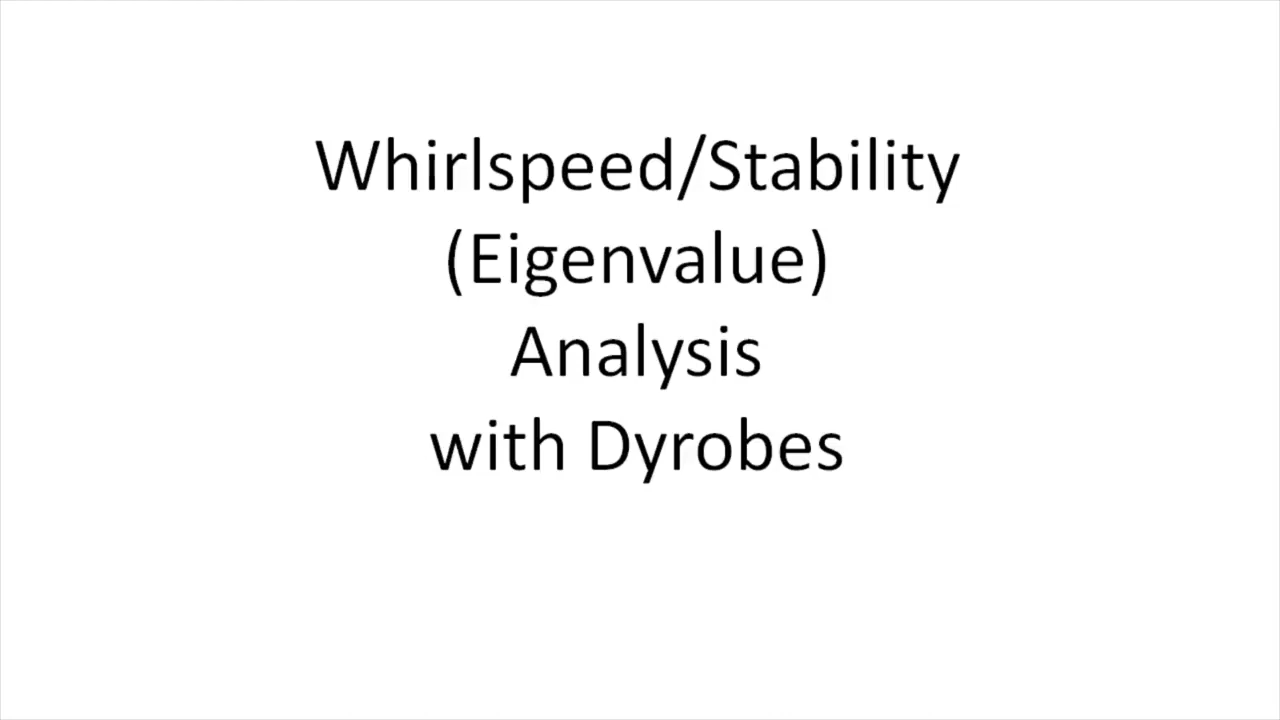 Whirlspeed/Stability
(Eigenvalue)
Analysis
with Dyrobes